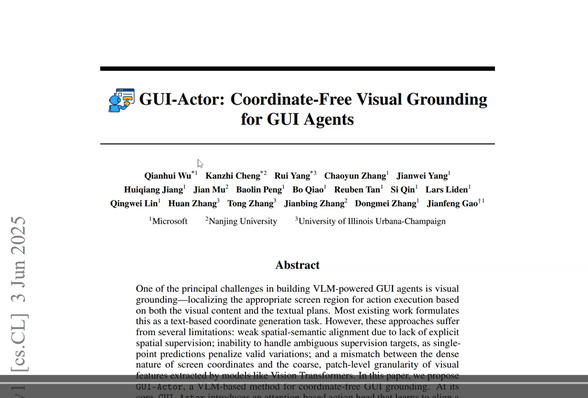 GUI-Actor: Coordinate-Free Visual Grounding
for GUI Agents
Qianhui Wu*1 Kanzhi Cheng*2 Rui Yang*3 Chaoyun Zhang1 Jianwei Yang1
Huiqiang Jiang1 Jian Mu2 Baolin Peng1 Bo Qiao1 Reuben Tan1 Si Qin1 Lars Liden1
Qingwei Lin1 Huan Zhang3 Tong Zhang3 Jianbing Zhang2 Dongmei Zhang1 Jianfeng Gao†1
1Microsoft 2Nanjing University 3University of Illinois Urbana-Champaign
Abstract
One of the principal challenges in building VLM-powered GUI agents is visual
grounding—localizing the appropriate screen region for action execution based
on both the visual content and the textual plans. Most existing work formulates
this as a text-based coordinate generation task. However, these approaches suffer
from several limitations: weak spatial-semantic alignment due to lack of explicit
spatial supervision; inability to handle ambiguous supervision targets, as single-
point predictions penalize valid variations; and a mismatch between the dense
nature of screen coordinates and the coarse, patch-level granularity of visual
features extracted by models like Vision Transformers. In this paper, we propose
GUI-Actor, a VLM-based method for coordinate-free GUI grounding. At its
core, GUI-Actor introduces an attention-based action head that learns to align a
[cs.CL] 3 Jun 2025